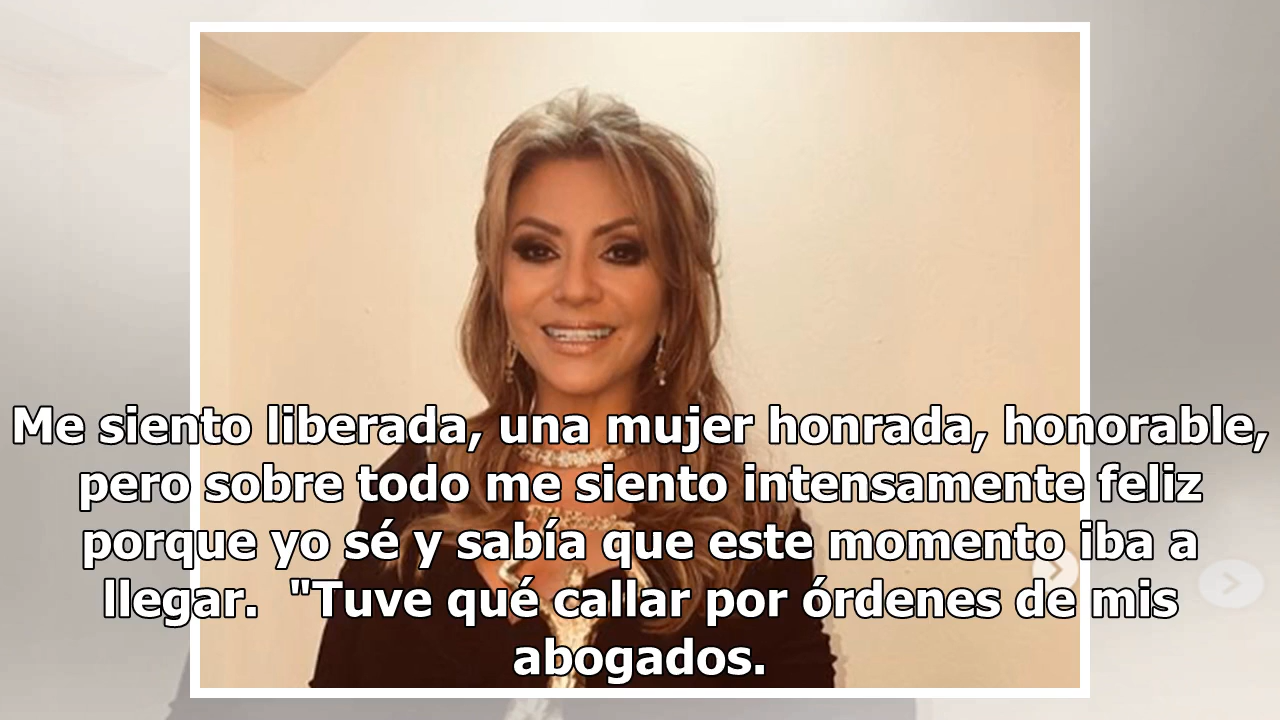 Me siento liberada, una mujer honrada, honorable,
pero sobre todo me siento intensamente feliz
porque yo sé y sabía que este momento iba a
llegar.  "Tuve qué callar por órdenes de mis
abogados.